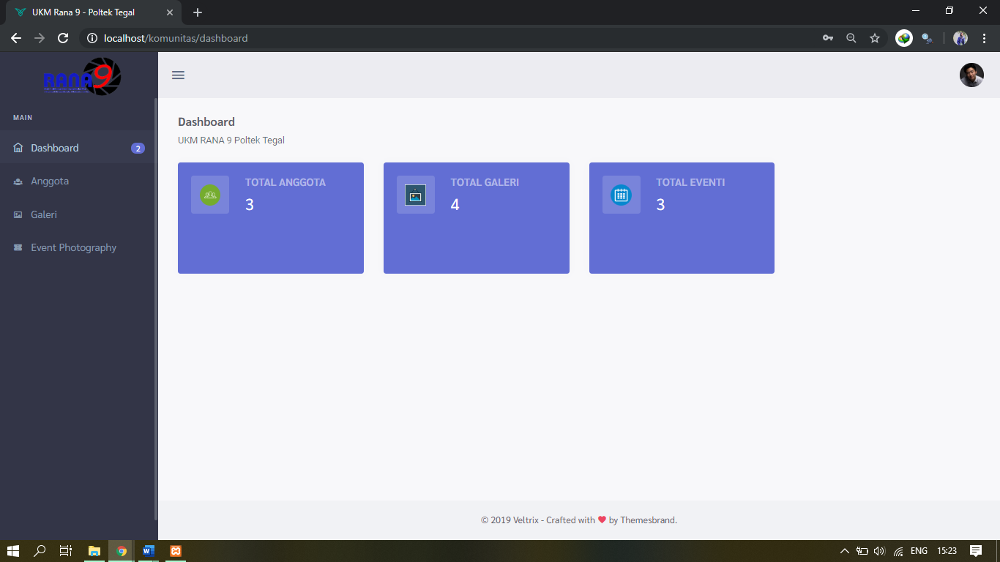 UKM Rana 9 - Poltek Tegal
localhost/komunitas/dashboard
RANA 9
MAIN
Dashboard 2
Anggota
Galeri
Event Photography
Dashboard
UKM RANA 9 Poltek Tegal
TOTAL ANGGOTA
3
TOTAL GALERI
4
TOTAL EVENTI
3
© 2019 Veltrix - Crafted with ❤ by Themesbrand.
ENG
15:23